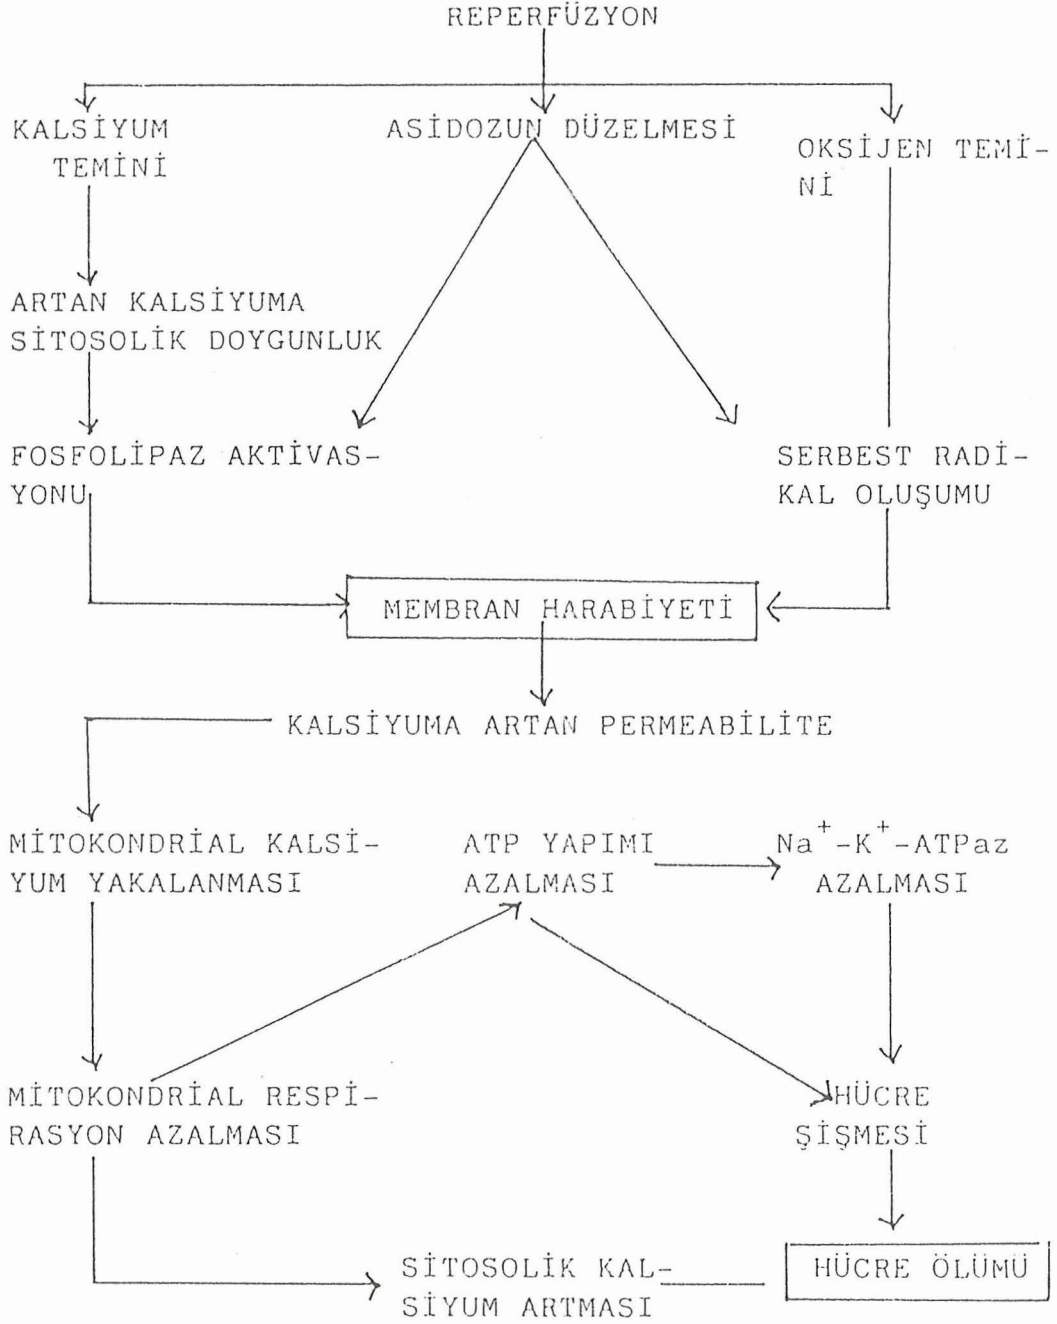 REPERFÜZYON
KALSİYUM
TEMİNİ
ASİDOZUN DÜZELMESİ
OKSİJEN TEMİ-
Nİ
ARTAN KALSİYUMA
SİTOSOLİK DOYGUNLUK
FOSFOLİPAZ AKTİVAS-
YONU
SERBEST RADİ-
KAL OLUŞUMU
MEMBRAN HARABİYETİ
KALSİYUMA ARTAN PERMEABİLİTE
MİTOKONDRİAL KALSİ-
YUM YAKALANMASI
ATP YAPIMI
AZALMASI
Na⁺-K⁺-ATPaz
AZALMASI
MİTOKONDRİAL RESPİ-
RASYON AZALMASI
HÜCRE
ŞİŞMESİ
SİTOSOLİK KAL-
SİYUM ARTMASI
HÜCRE ÖLÜMÜ